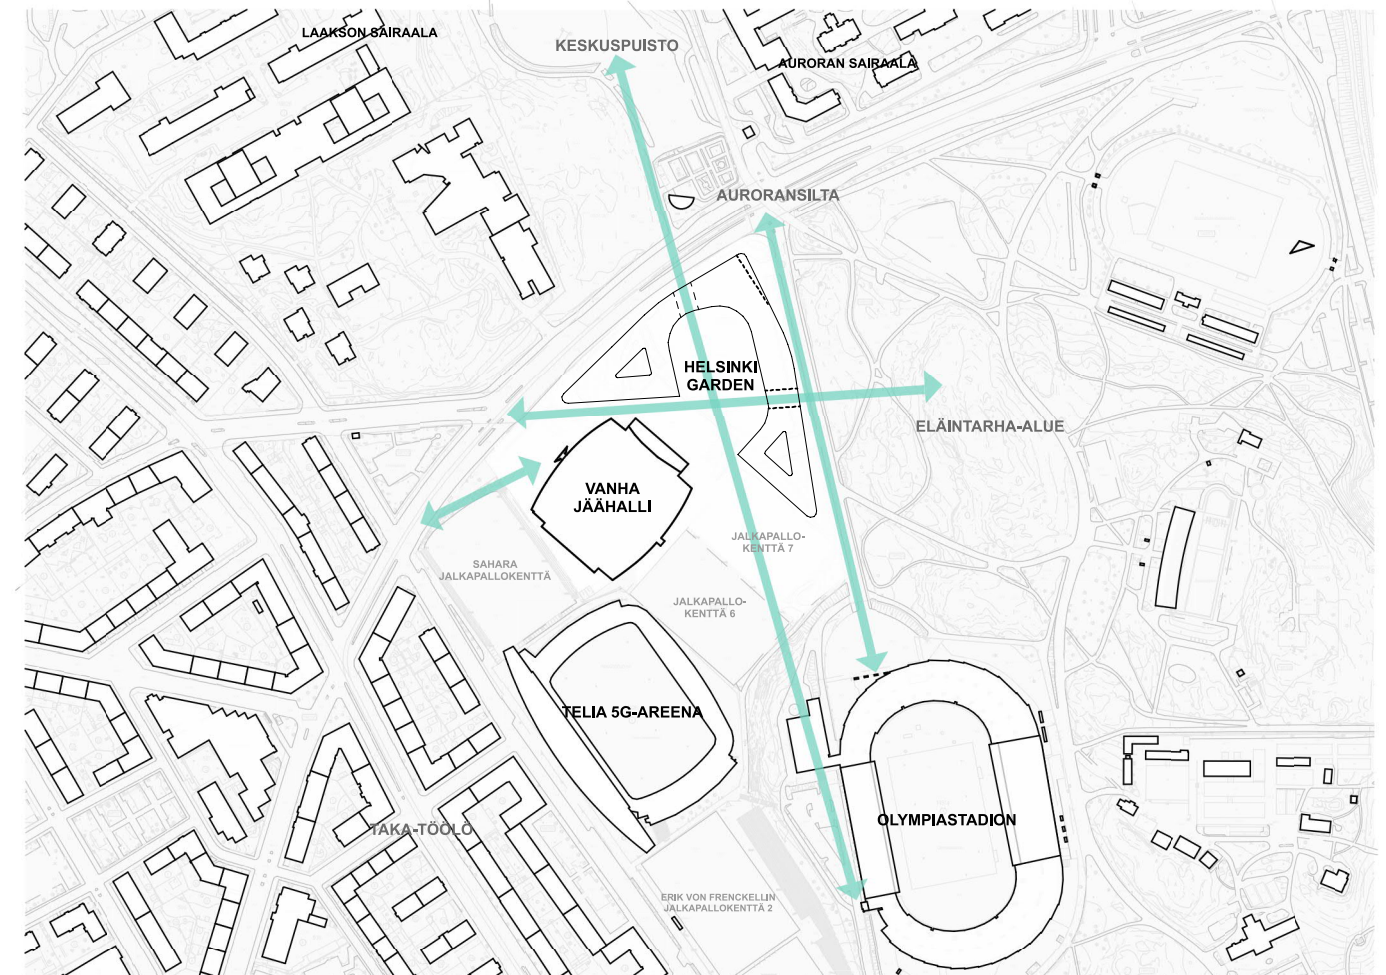 LAAKSON SAIRAALA
KESKUSPUISTO
AURORAN SAIRAALA
AURORANSILTA
HELSINKI
GARDEN
ELÄINTARHA-ALUE
VANHA
JÄÄHALLI
JALKAPALLO-
KENTTÄ 7
SAHARA
JALKAPALLOKENTTÄ
JALKAPALLO-
KENTTÄ 6
TELIA 5G-AREENA
OLYMPIASTADION
TAKA-TÖÖLÖ
ERIK VON FRENCKELLIN
JALKAPALLOKENTTÄ 2